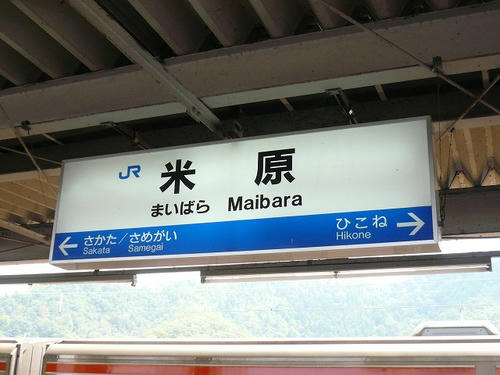 JR 米原
まいばら Maibara
← さかた／さめがい ひこね →
Sakata Samegai Hikone